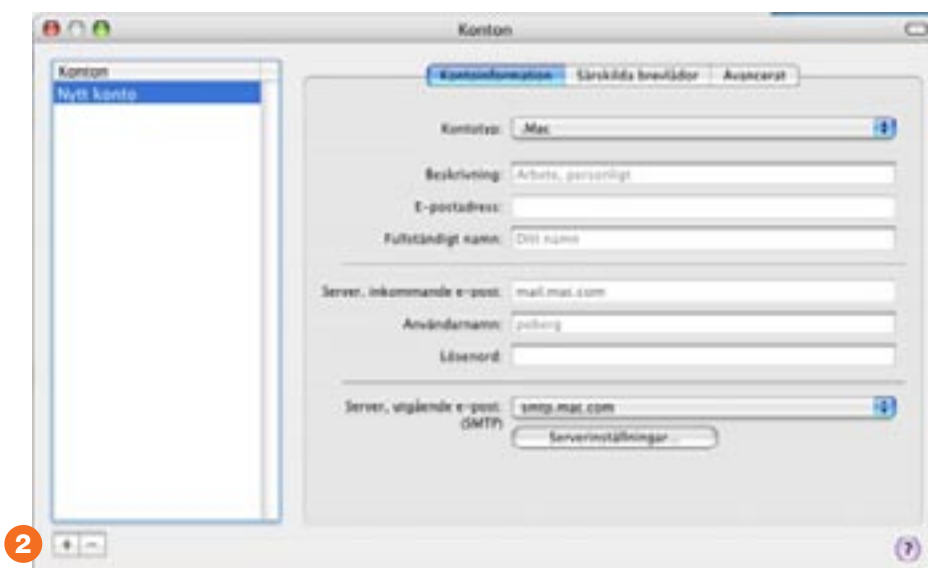 Konton
Konton
Nytt konto
Kontoinformation Särskilda brevlådor Avancerat
Kontotyp: .Mac
Beskrivning: Arbete, personligt
E-postadress:
Fullständigt namn: Ditt namn
Server, inkommande e-post: mail.mac.com
Användarnamn: peberg
Lösenord:
Server, utgående e-post: smtp.mac.com
(SMTP)
Serverinställningar...
2 + −
?